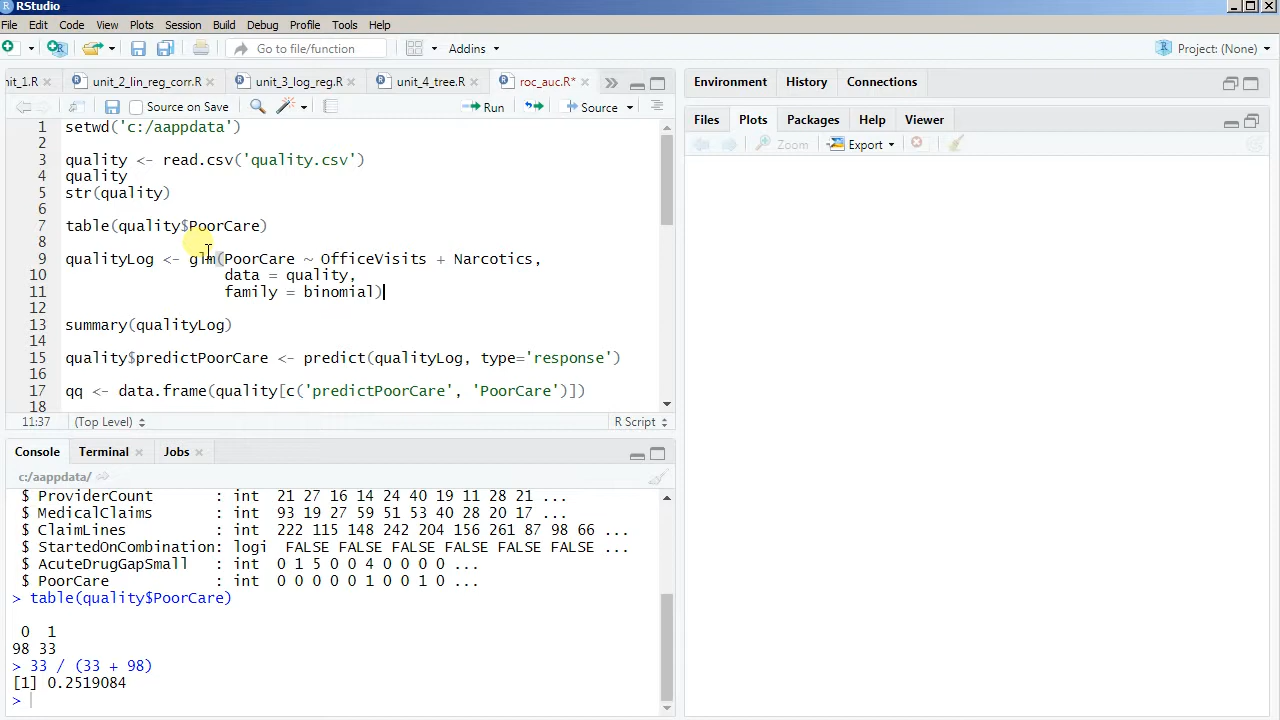 RStudio
File Edit Code View Plots Session Build Debug Profile Tools Help
Go to file/function Addins Project: (None)
nit_1.R unit_2_lin_reg_corr.R unit_3_log_reg.R unit_4_tree.R roc_auc.R*
Source on Save Run Source
1 setwd('c:/aappdata')
2
3 quality <- read.csv('quality.csv')
4 quality
5 str(quality)
6
7 table(quality$PoorCare)
8
9 qualityLog <- glm(PoorCare ~ OfficeVisits + Narcotics,
10 data = quality,
11 family = binomial)
12
13 summary(qualityLog)
14
15 quality$predictPoorCare <- predict(qualityLog, type='response')
16
17 qq <- data.frame(quality[c('predictPoorCare', 'PoorCare')])
18
11:37 (Top Level) R Script
Console Terminal Jobs
c:/aappdata/
$ ProviderCount : int 21 27 16 14 24 40 19 11 28 21 ...
$ MedicalClaims : int 93 19 27 59 51 53 40 28 20 17 ...
$ ClaimLines : int 222 115 148 242 204 156 261 87 98 66 ...
$ StartedOnCombination: logi FALSE FALSE FALSE FALSE FALSE FALSE ...
$ AcuteDrugGapSmall : int 0 1 5 0 0 4 0 0 0 0 ...
$ PoorCare : int 0 0 0 0 0 1 0 0 1 0 ...
> table(quality$PoorCare)
0 1
98 33
> 33 / (33 + 98)
[1] 0.2519084
>
Environment History Connections
Files Plots Packages Help Viewer
Zoom Export